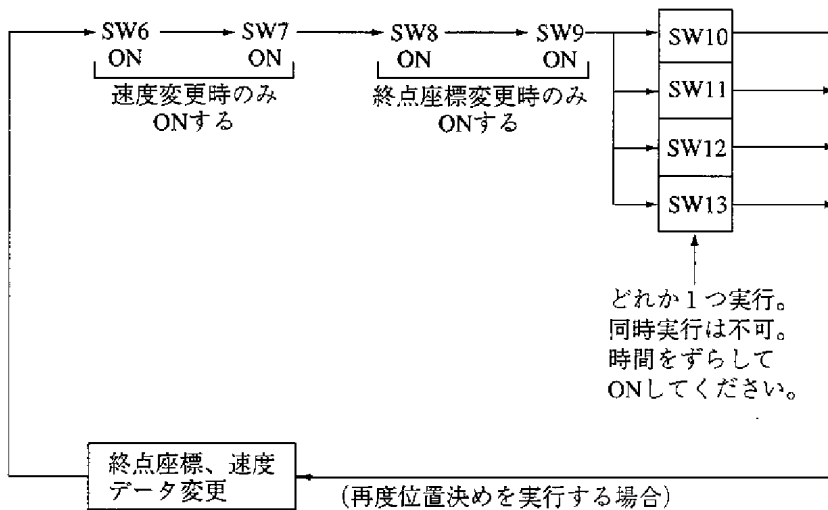 SW6 SW7 SW8 SW9 SW10
ON ON ON ON
SW11
SW12
SW13
速度変更時のみ
ONする
終点座標変更時のみ
ONする
どれか1つ実行。
同時実行は不可。
時間をずらして
ONしてください。
終点座標、速度
データ変更
(再度位置決めを実行する場合)